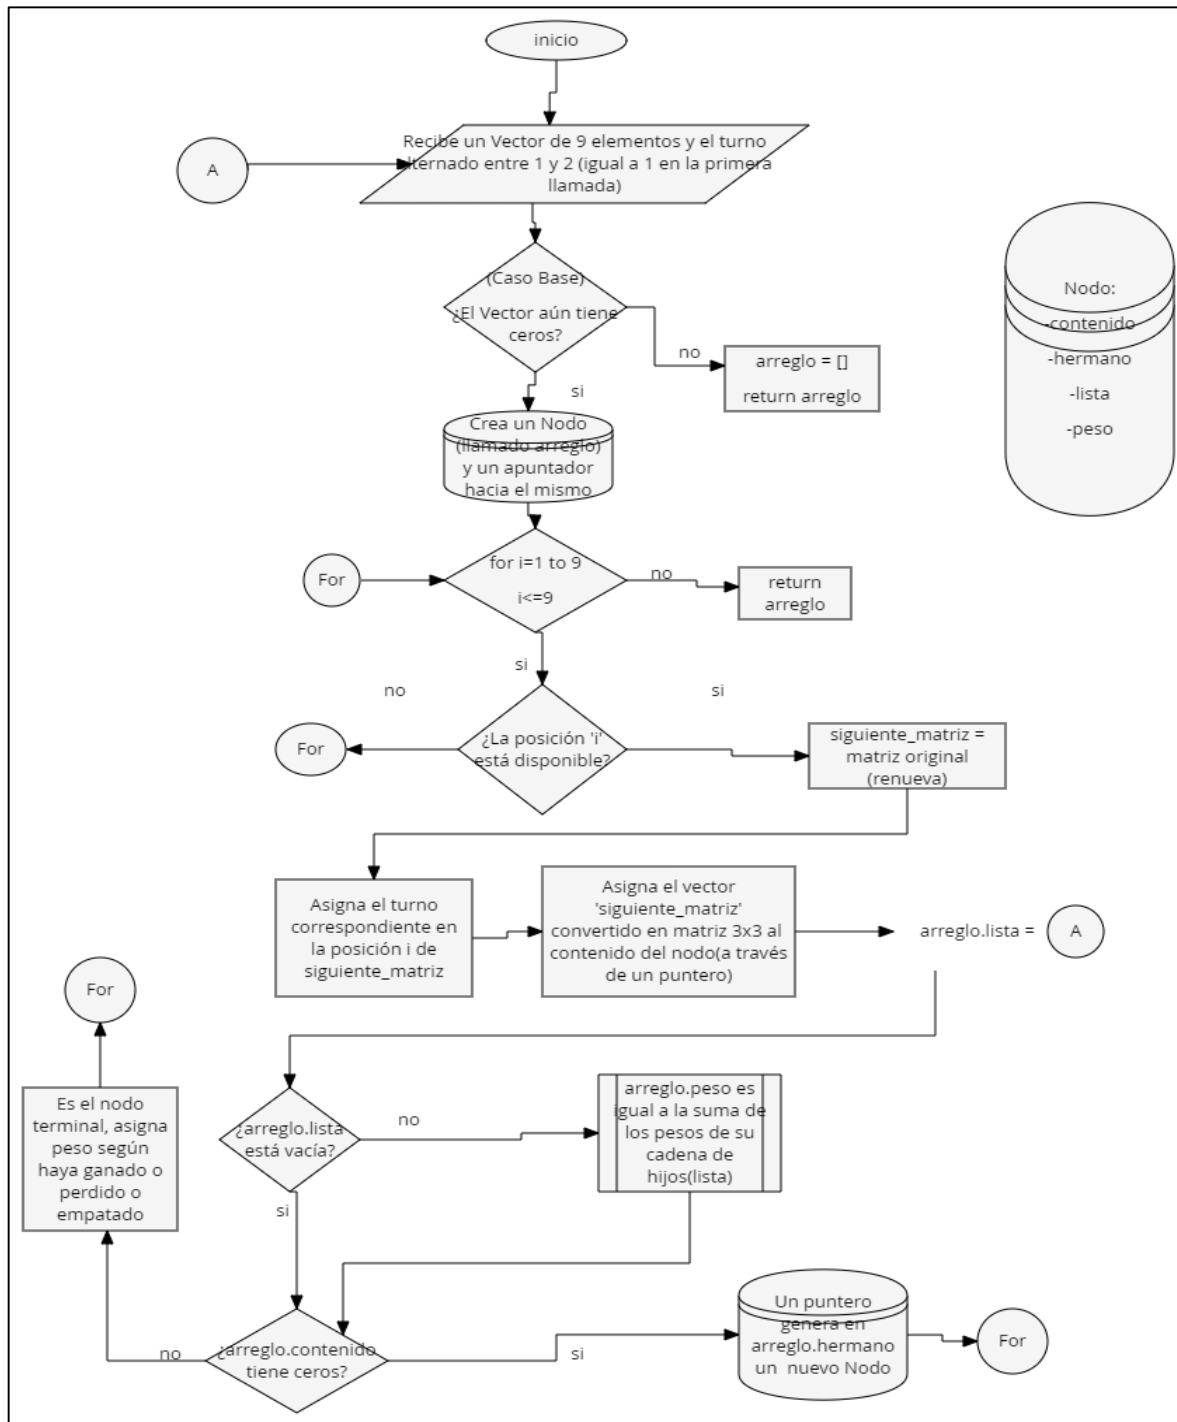 inicio
Recibe un Vector de 9 elementos y el turno
alternado entre 1 y 2 (igual a 1 en la primera
llamada)
A
(Caso Base)
¿El Vector aún tiene
ceros?
no
arreglo = []
return arreglo
si
Nodo:
-contenido
-hermano
-lista
-peso
Crea un Nodo
(llamado arreglo)
y un apuntador
hacia el mismo
For
for i=1 to 9
i<=9
no
return
arreglo
si
no
si
For
¿La posición 'i'
está disponible?
siguiente_matriz =
matriz original
(renueva)
Asigna el turno
correspondiente en
la posición i de
siguiente_matriz
Asigna el vector
'siguiente_matriz'
convertido en matriz 3x3 al
contenido del nodo(a través
de un puntero)
arreglo.lista =
A
For
Es el nodo
terminal, asigna
peso según
haya ganado o
perdido o
empatado
¿arreglo.lista
está vacía?
no
arreglo.peso es
igual a la suma de
los pesos de su
cadena de
hijos(lista)
si
¿arreglo.contenido
tiene ceros?
no
si
Un puntero
genera en
arreglo.hermano
un nuevo Nodo
For